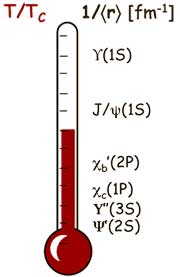 T/T_C 1/⟨r⟩ [fm⁻¹]
ϒ(1S)
J/ψ(1S)
χ_b'(2P)
χ_c(1P)
ϒ''(3S)
Ψ'(2S)